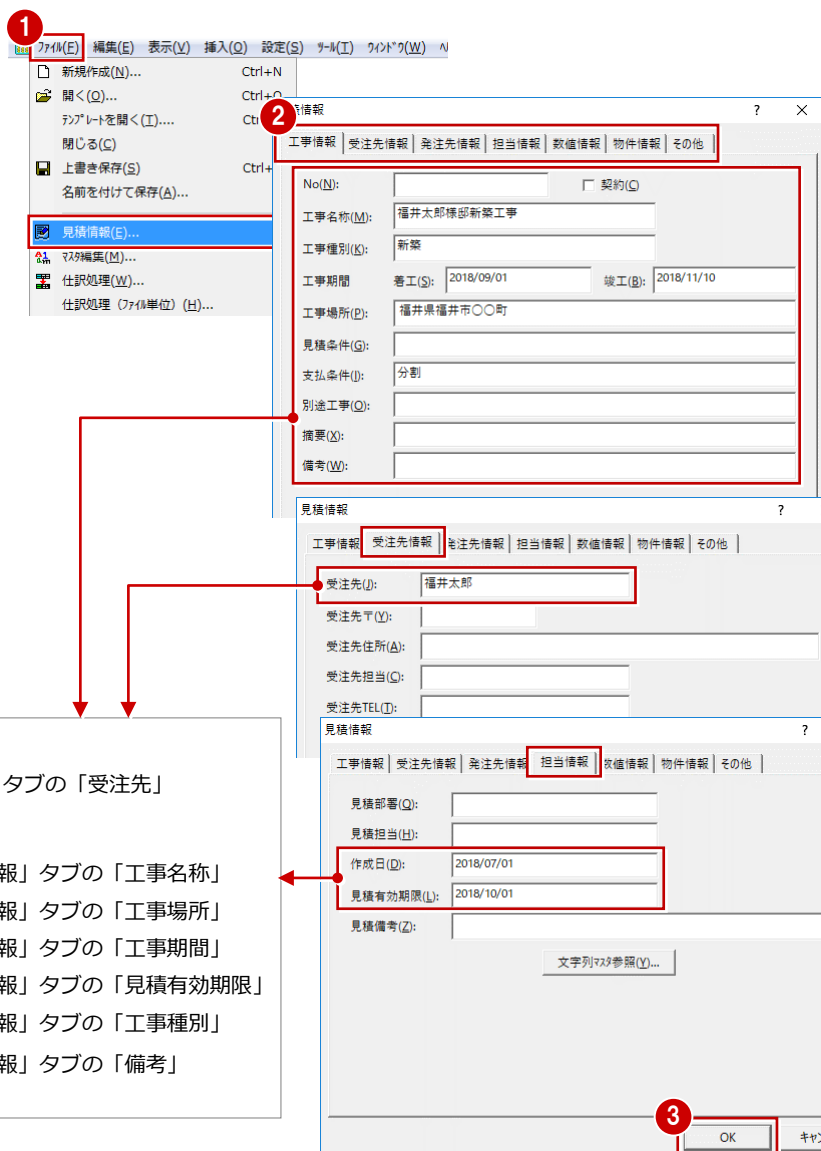 1
ﾌｧｲﾙ(F) 編集(E) 表示(V) 挿入(O) 設定(S) ﾂｰﾙ(T) ｳｨﾝﾄﾞｳ(W)
新規作成(N)... Ctrl+N
開く(O)...
ﾃﾝﾌﾟﾚｰﾄを開く(T)....
閉じる(C)
上書き保存(S)
名前を付けて保存(A)...
見積情報(E)...
ﾏｽﾀ編集(M)...
仕訳処理(W)...
仕訳処理（ﾌｧｲﾙ単位）(H)...
2
情報 ? ×
工事情報 受注先情報 発注先情報 担当情報 数値情報 物件情報 その他
No(N): 契約(C)
工事名称(M): 福井太郎様邸新築工事
工事種別(K): 新築
工事期間 着工(S): 2018/09/01 竣工(B): 2018/11/10
工事場所(P): 福井県福井市〇〇町
見積条件(G):
支払条件(I): 分割
別途工事(O):
摘要(X):
備考(W):
見積情報 ?
工事情報 受注先情報 発注先情報 担当情報 数値情報 物件情報 その他
受注先(J): 福井太郎
受注先〒(Y):
受注先住所(A):
受注先担当(C):
受注先TEL(T):
見積情報 ?
工事情報 受注先情報 発注先情報 担当情報 数値情報 物件情報 その他
見積部署(Q):
見積担当(H):
作成日(D): 2018/07/01
見積有効期限(L): 2018/10/01
見積備考(Z):
文字列ﾏｽﾀ参照(Y)...
3
OK ｷｬﾝ
タブの「受注先」
報」タブの「工事名称」
報」タブの「工事場所」
報」タブの「工事期間」
報」タブの「見積有効期限」
報」タブの「工事種別」
報」タブの「備考」